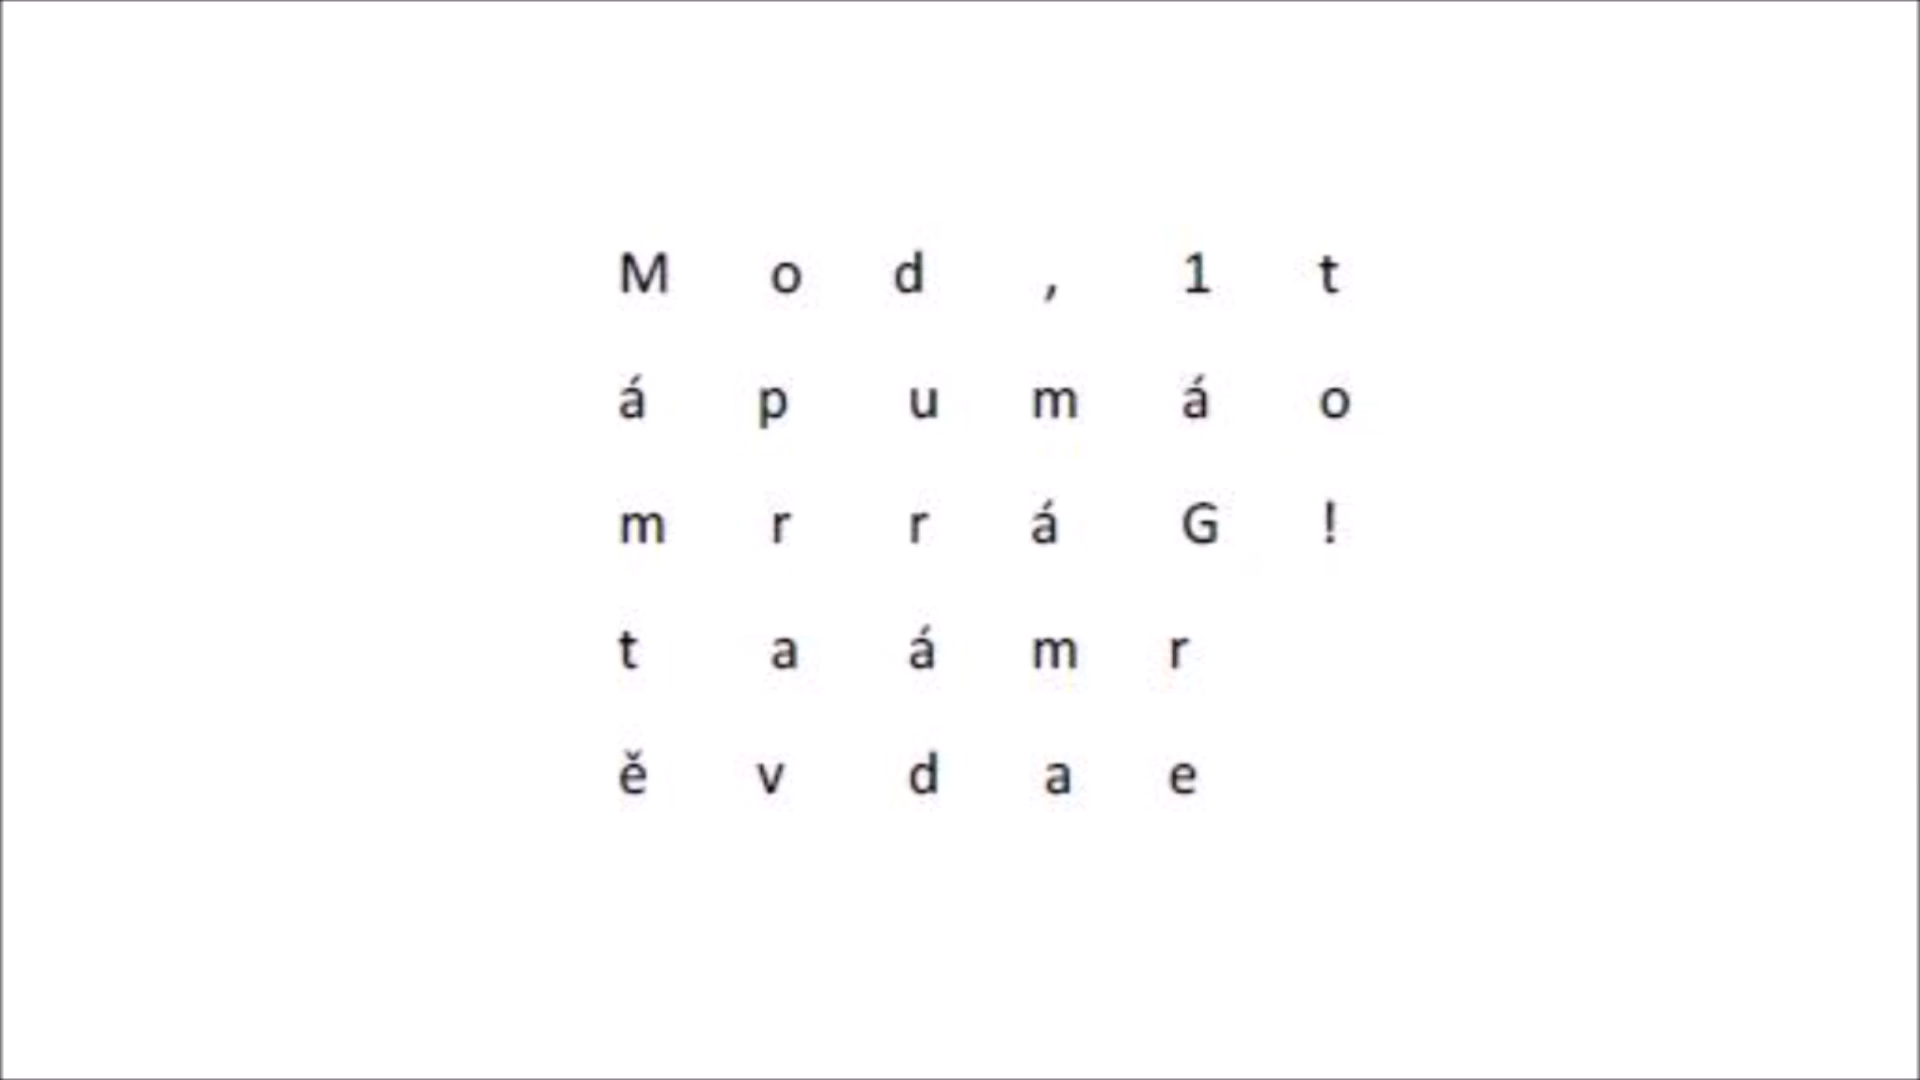 M o d , 1 t
á p u m á o
m r r á G !
t a á m r
ě v d a e